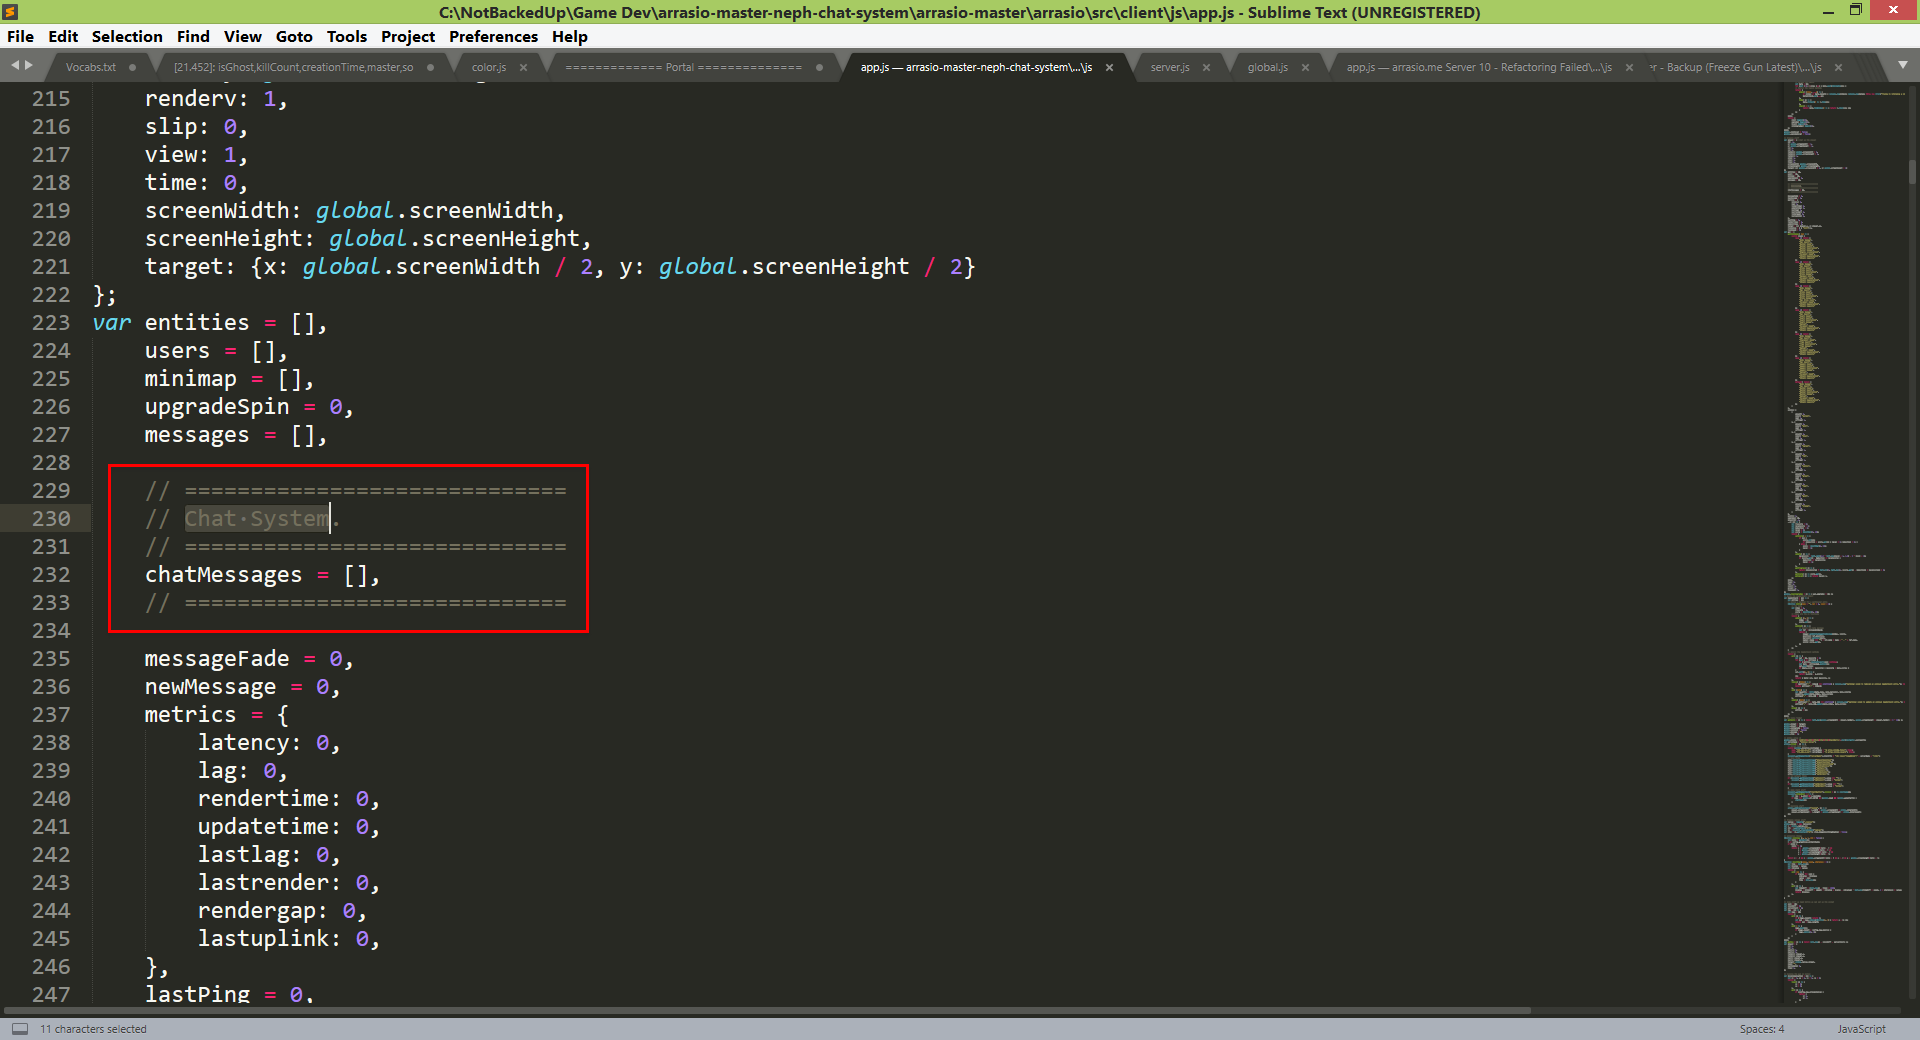 C:\NotBackedUp\Game Dev\arrasio-master-neph-chat-system\arrasio-master\arrasio\src\client\js\app.js - Sublime Text (UNREGISTERED)
File Edit Selection Find View Goto Tools Project Preferences Help
Vocabs.txt [21.452]: isGhost,killCount,creationTime,master,so color.js ============= Portal ============== app.js — arrasio-master-neph-chat-system\...\js server.js global.js app.js — arrasio.me Server 10 - Refactoring Failed\...\js r - Backup (Freeze Gun Latest)\...\js
215 renderv: 1,
216 slip: 0,
217 view: 1,
218 time: 0,
219 screenWidth: global.screenWidth,
220 screenHeight: global.screenHeight,
221 target: {x: global.screenWidth / 2, y: global.screenHeight / 2}
222 };
223 var entities = [],
224 users = [],
225 minimap = [],
226 upgradeSpin = 0,
227 messages = [],
228
229 // =============================
230 // Chat·System.
231 // =============================
232 chatMessages = [],
233 // =============================
234
235 messageFade = 0,
236 newMessage = 0,
237 metrics = {
238 latency: 0,
239 lag: 0,
240 rendertime: 0,
241 updatetime: 0,
242 lastlag: 0,
243 lastrender: 0,
244 rendergap: 0,
245 lastuplink: 0,
246 },
247 lastPing = 0,
11 characters selected Spaces: 4 JavaScript